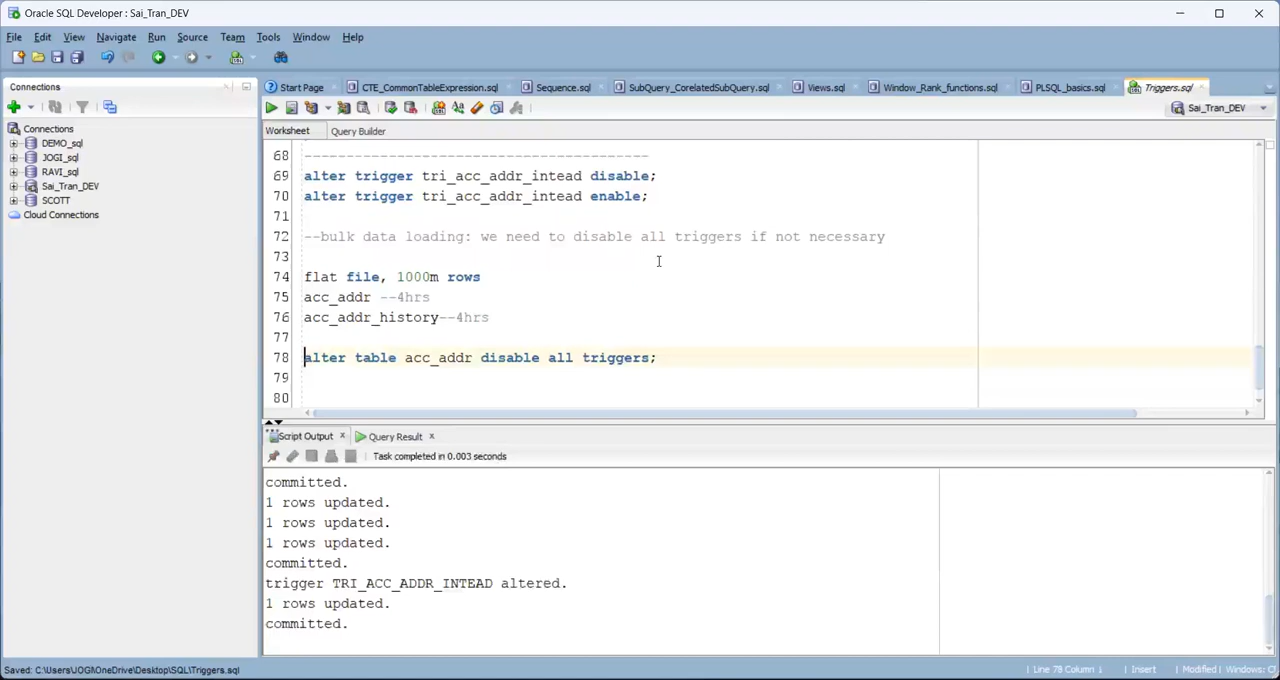 Oracle SQL Developer : Sai_Tran_DEV
File Edit View Navigate Run Source Team Tools Window Help
Connections
Start Page CTE_CommonTableExpression.sql Sequence.sql SubQuery_CorelatedSubQuery.sql Views.sql Window_Rank_functions.sql PLSQL_basics.sql Triggers.sql
Sai_Tran_DEV
Connections
DEMO_sql
JOGI_sql
RAVI_sql
Sai_Tran_DEV
SCOTT
Cloud Connections
Worksheet Query Builder
68 ----------------------------------------
69 alter trigger tri_acc_addr_intead disable;
70 alter trigger tri_acc_addr_intead enable;
71
72 --bulk data loading: we need to disable all triggers if not necessary
73
74 flat file, 1000m rows
75 acc_addr --4hrs
76 acc_addr_history--4hrs
77
78 alter table acc_addr disable all triggers;
79
80
Script Output Query Result
Task completed in 0.003 seconds
committed.
1 rows updated.
1 rows updated.
1 rows updated.
committed.
trigger TRI_ACC_ADDR_INTEAD altered.
1 rows updated.
committed.
Saved: C:\Users\JOGI\OneDrive\Desktop\SQL\Triggers.sql
Line 78 Column Insert Modified Windows: